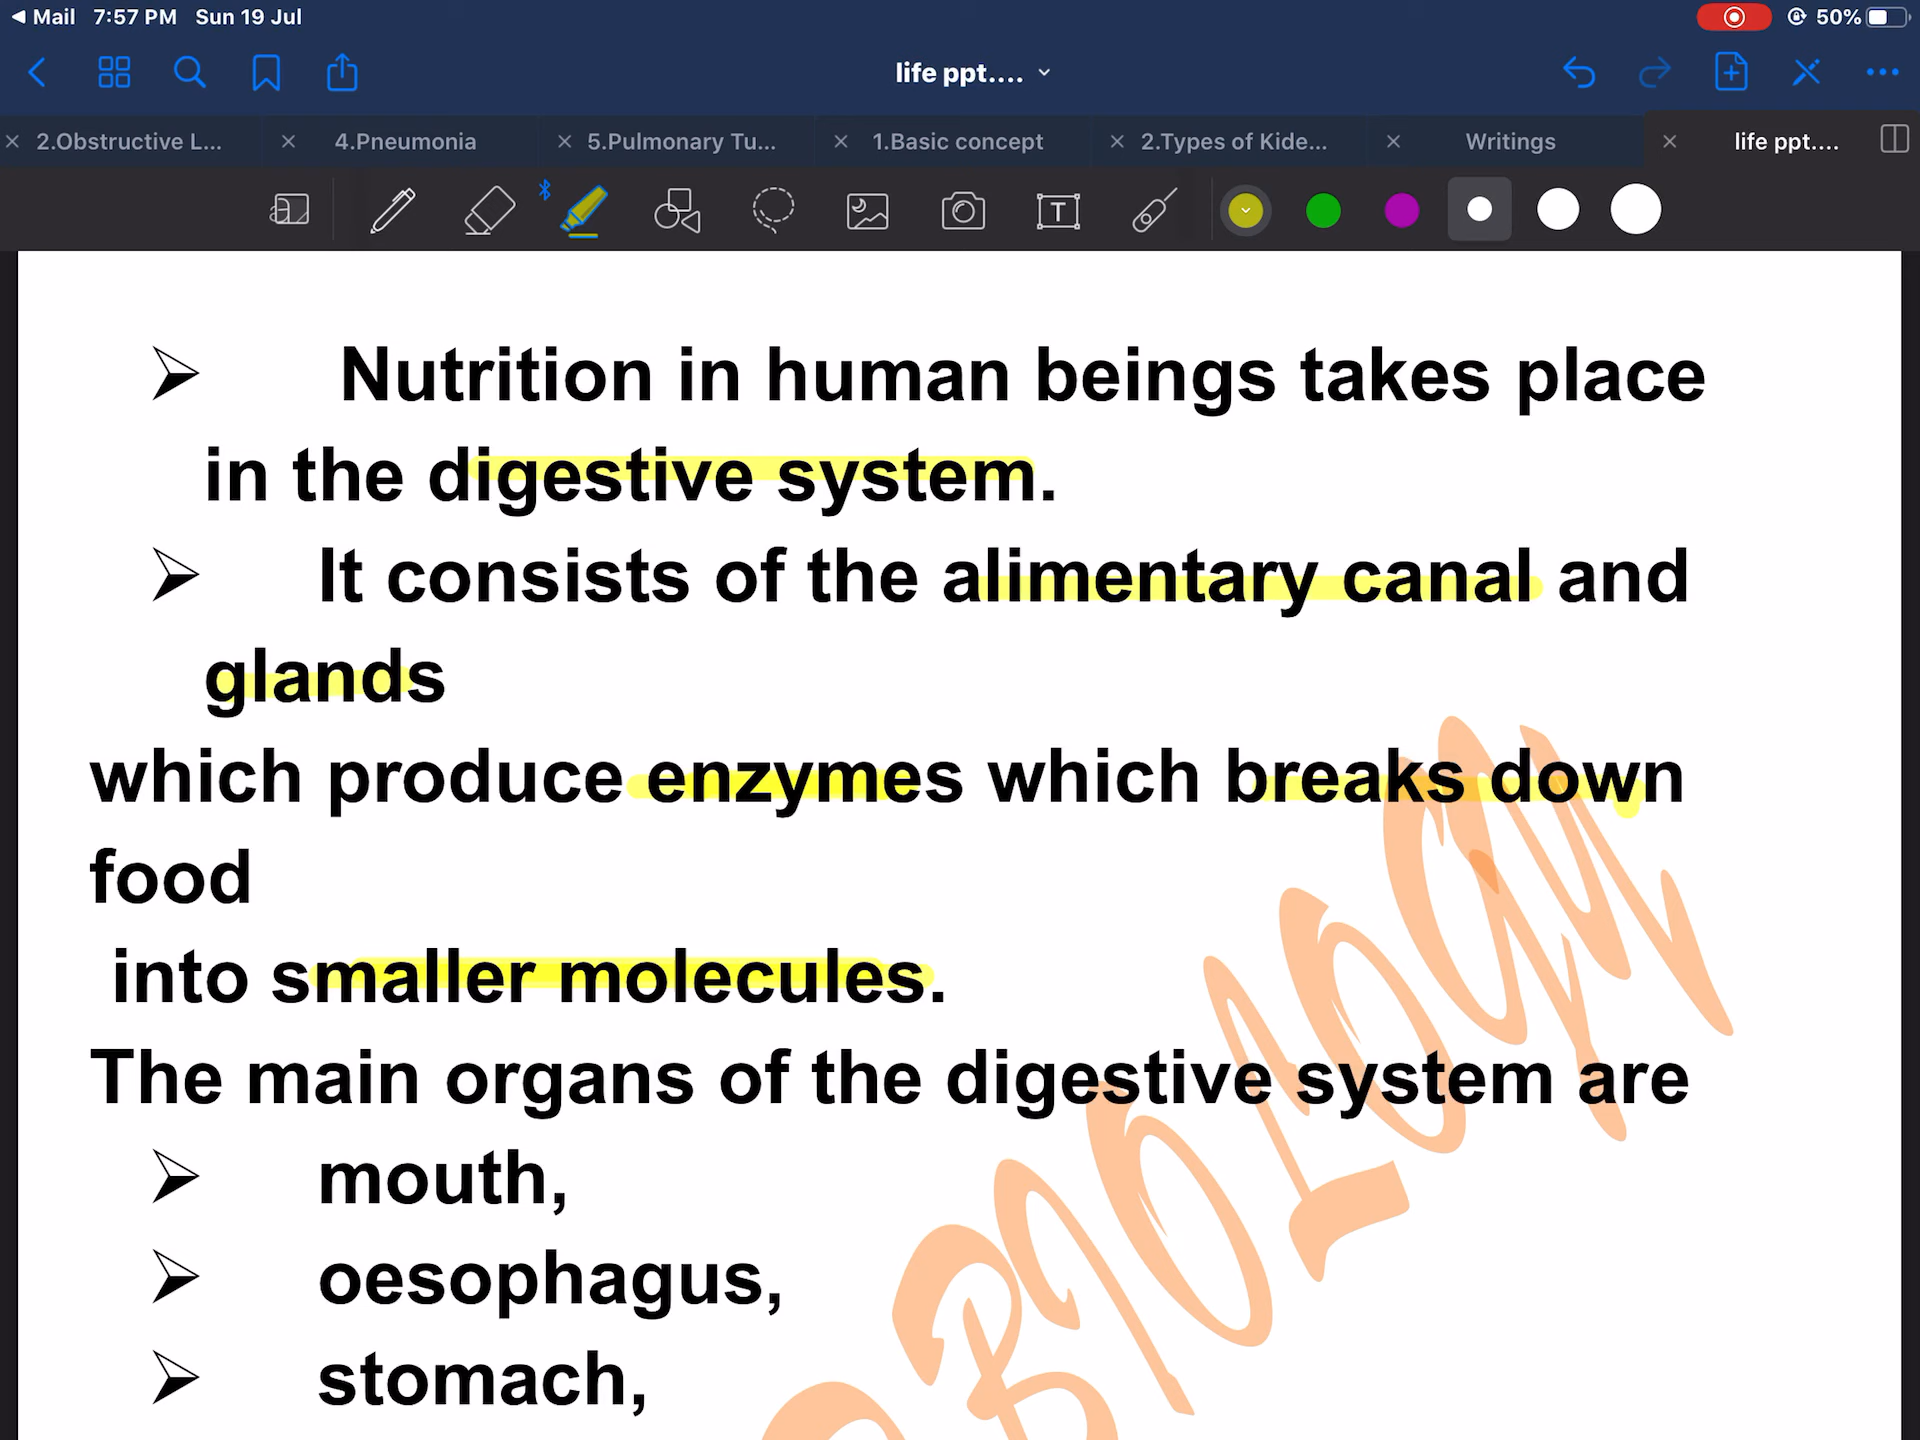 Mail 7:57 PM Sun 19 Jul 50%
life ppt....
2.Obstructive L... 4.Pneumonia 5.Pulmonary Tu... 1.Basic concept 2.Types of Kide... Writings life ppt....
Nutrition in human beings takes place
in the digestive system.
It consists of the alimentary canal and
glands
which produce enzymes which breaks down
food
into smaller molecules.
The main organs of the digestive system are
mouth,
oesophagus,
stomach,